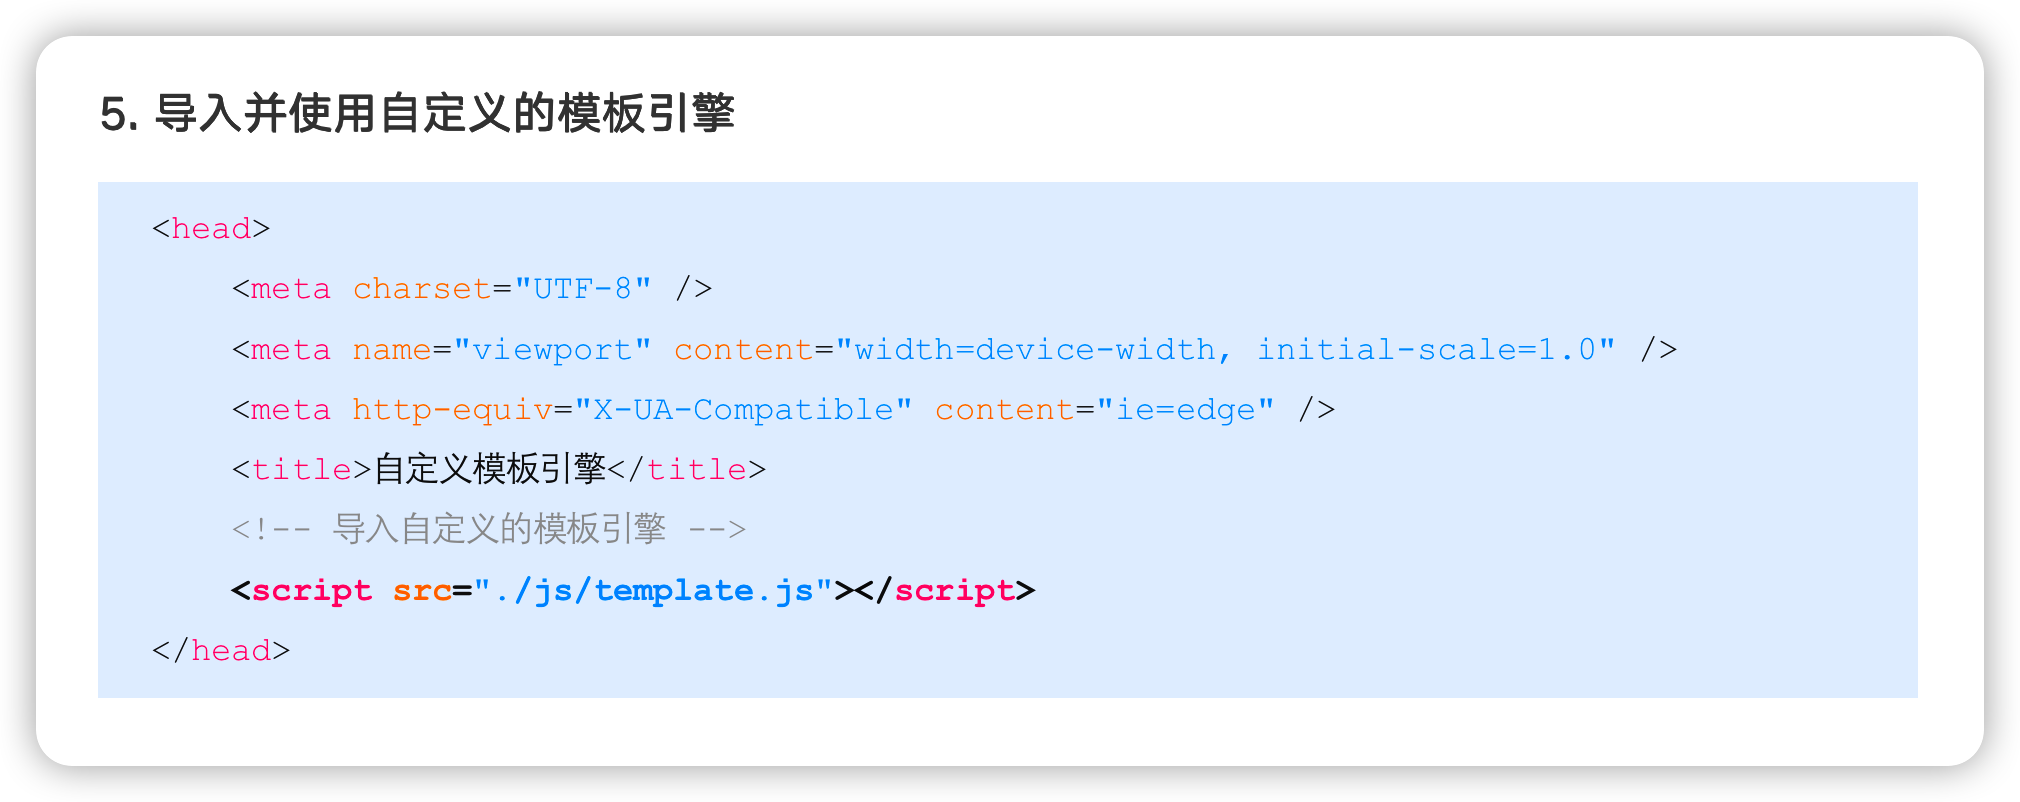 5. 导入并使用自定义的模板引擎
<head>
<meta charset="UTF-8" />
<meta name="viewport" content="width=device-width, initial-scale=1.0" />
<meta http-equiv="X-UA-Compatible" content="ie=edge" />
<title>自定义模板引擎</title>
<!-- 导入自定义的模板引擎 -->
<script src="./js/template.js"></script>
</head>